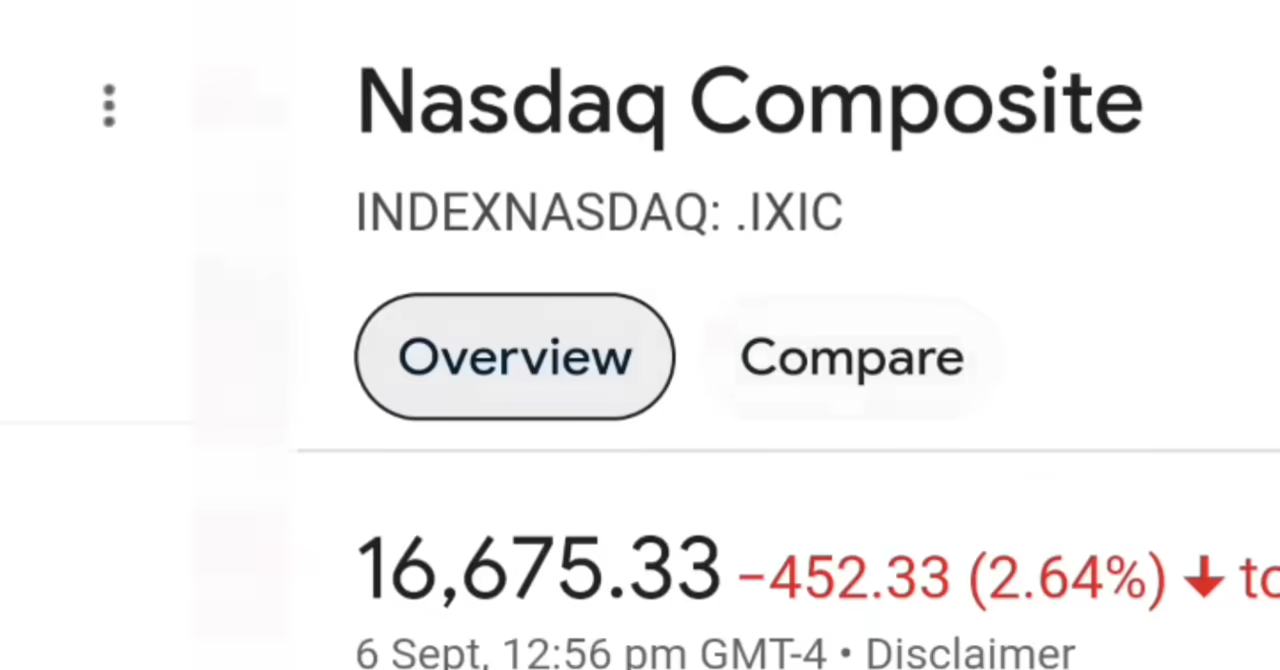 Nasdaq Composite
INDEXNASDAQ: .IXIC
Overview Compare
16,675.33 −452.33 (2.64%) ↓ to
6 Sept, 12:56 pm GMT-4 • Disclaimer